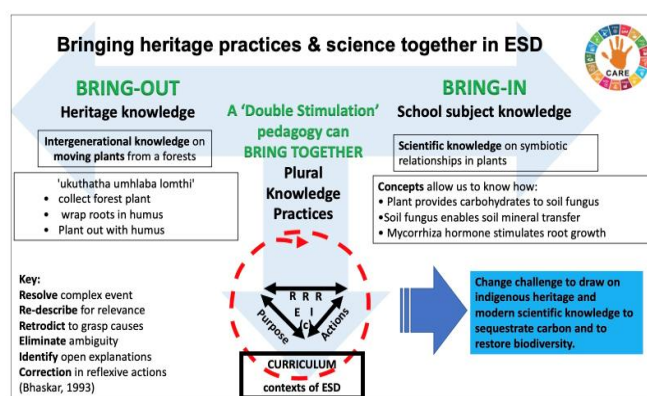 Bringing heritage practices & science together in ESD
CARE
BRING-OUT
Heritage knowledge
Intergenerational knowledge on
moving plants from a forests
'ukuthatha umhlaba lomthi'
• collect forest plant
• wrap roots in humus
• Plant out with humus
A 'Double Stimulation'
pedagogy can
BRING TOGETHER
Plural
Knowledge
Practices
BRING-IN
School subject knowledge
Scientific knowledge on symbiotic
relationships in plants
Concepts allow us to know how:
• Plant provides carbohydrates to soil fungus
•Soil fungus enables soil mineral transfer
• Mycorrhiza hormone stimulates root growth
Key:
Resolve complex event
Re-describe for relevance
Retrodict to grasp causes
Eliminate ambiguity
Identify open explanations
Correction in reflexive actions
(Bhaskar, 1993)
R R R
E I
(c)
Purpose
Actions
CURRICULUM
contexts of ESD
Change challenge to draw on
indigenous heritage and
modern scientific knowledge to
sequestrate carbon and to
restore biodiversity.